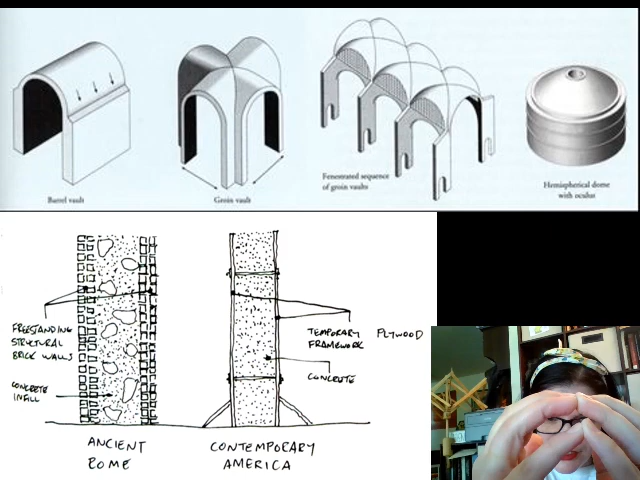 Barrel vault
Groin vault
Fenestrated sequence
of groin vaults
Hemispherical dome
with oculus
FREESTANDING
STRUCTURAL
BRICK WALLS
CONCRETE
INFILL
TEMPORARY
FRAMEWORK
PLYWOOD
CONCRETE
ANCIENT
ROME
CONTEMPORARY
AMERICA